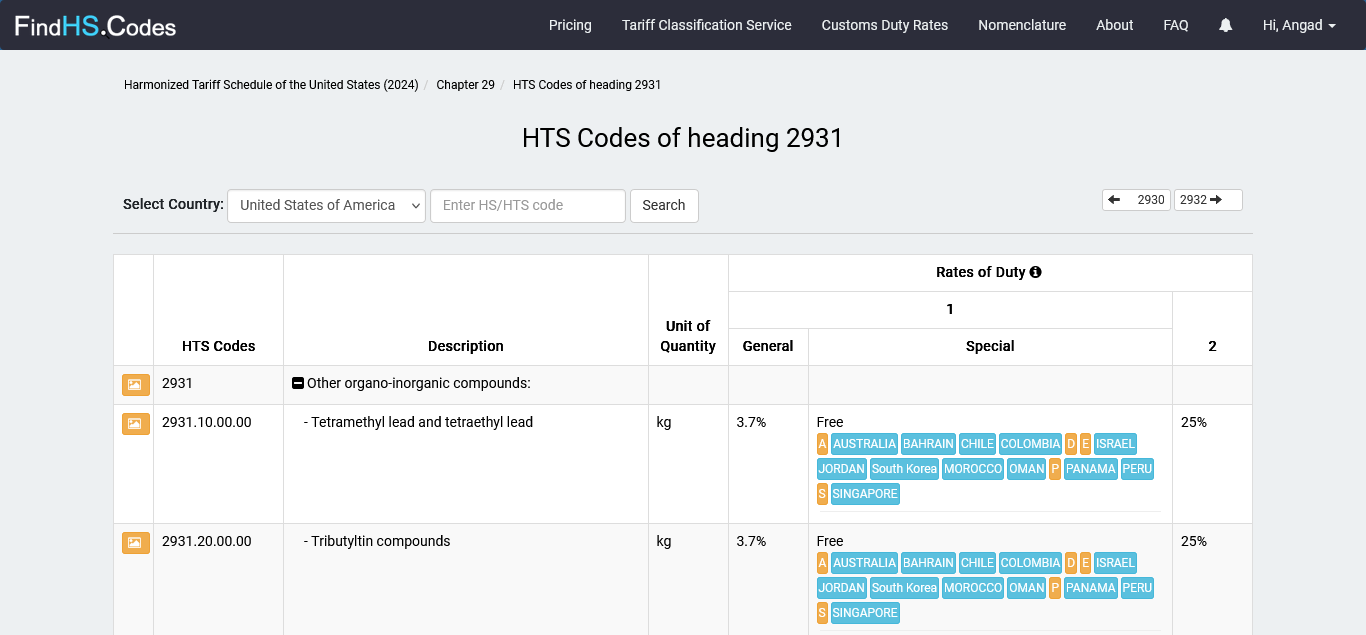 FindHS.Codes
Pricing Tariff Classification Service Customs Duty Rates Nomenclature About FAQ Hi, Angad
Harmonized Tariff Schedule of the United States (2024) / Chapter 29 / HTS Codes of heading 2931
HTS Codes of heading 2931
Select Country: United States of America Enter HS/HTS code Search 2930 2932
Rates of Duty
1
HTS Codes Description Unit of Quantity General Special 2
2931 Other organo-inorganic compounds:
2931.10.00.00 - Tetramethyl lead and tetraethyl lead kg 3.7% Free 25%
A AUSTRALIA BAHRAIN CHILE COLOMBIA D E ISRAEL
JORDAN South Korea MOROCCO OMAN P PANAMA PERU
S SINGAPORE
2931.20.00.00 - Tributyltin compounds kg 3.7% Free 25%
A AUSTRALIA BAHRAIN CHILE COLOMBIA D E ISRAEL
JORDAN South Korea MOROCCO OMAN P PANAMA PERU
S SINGAPORE